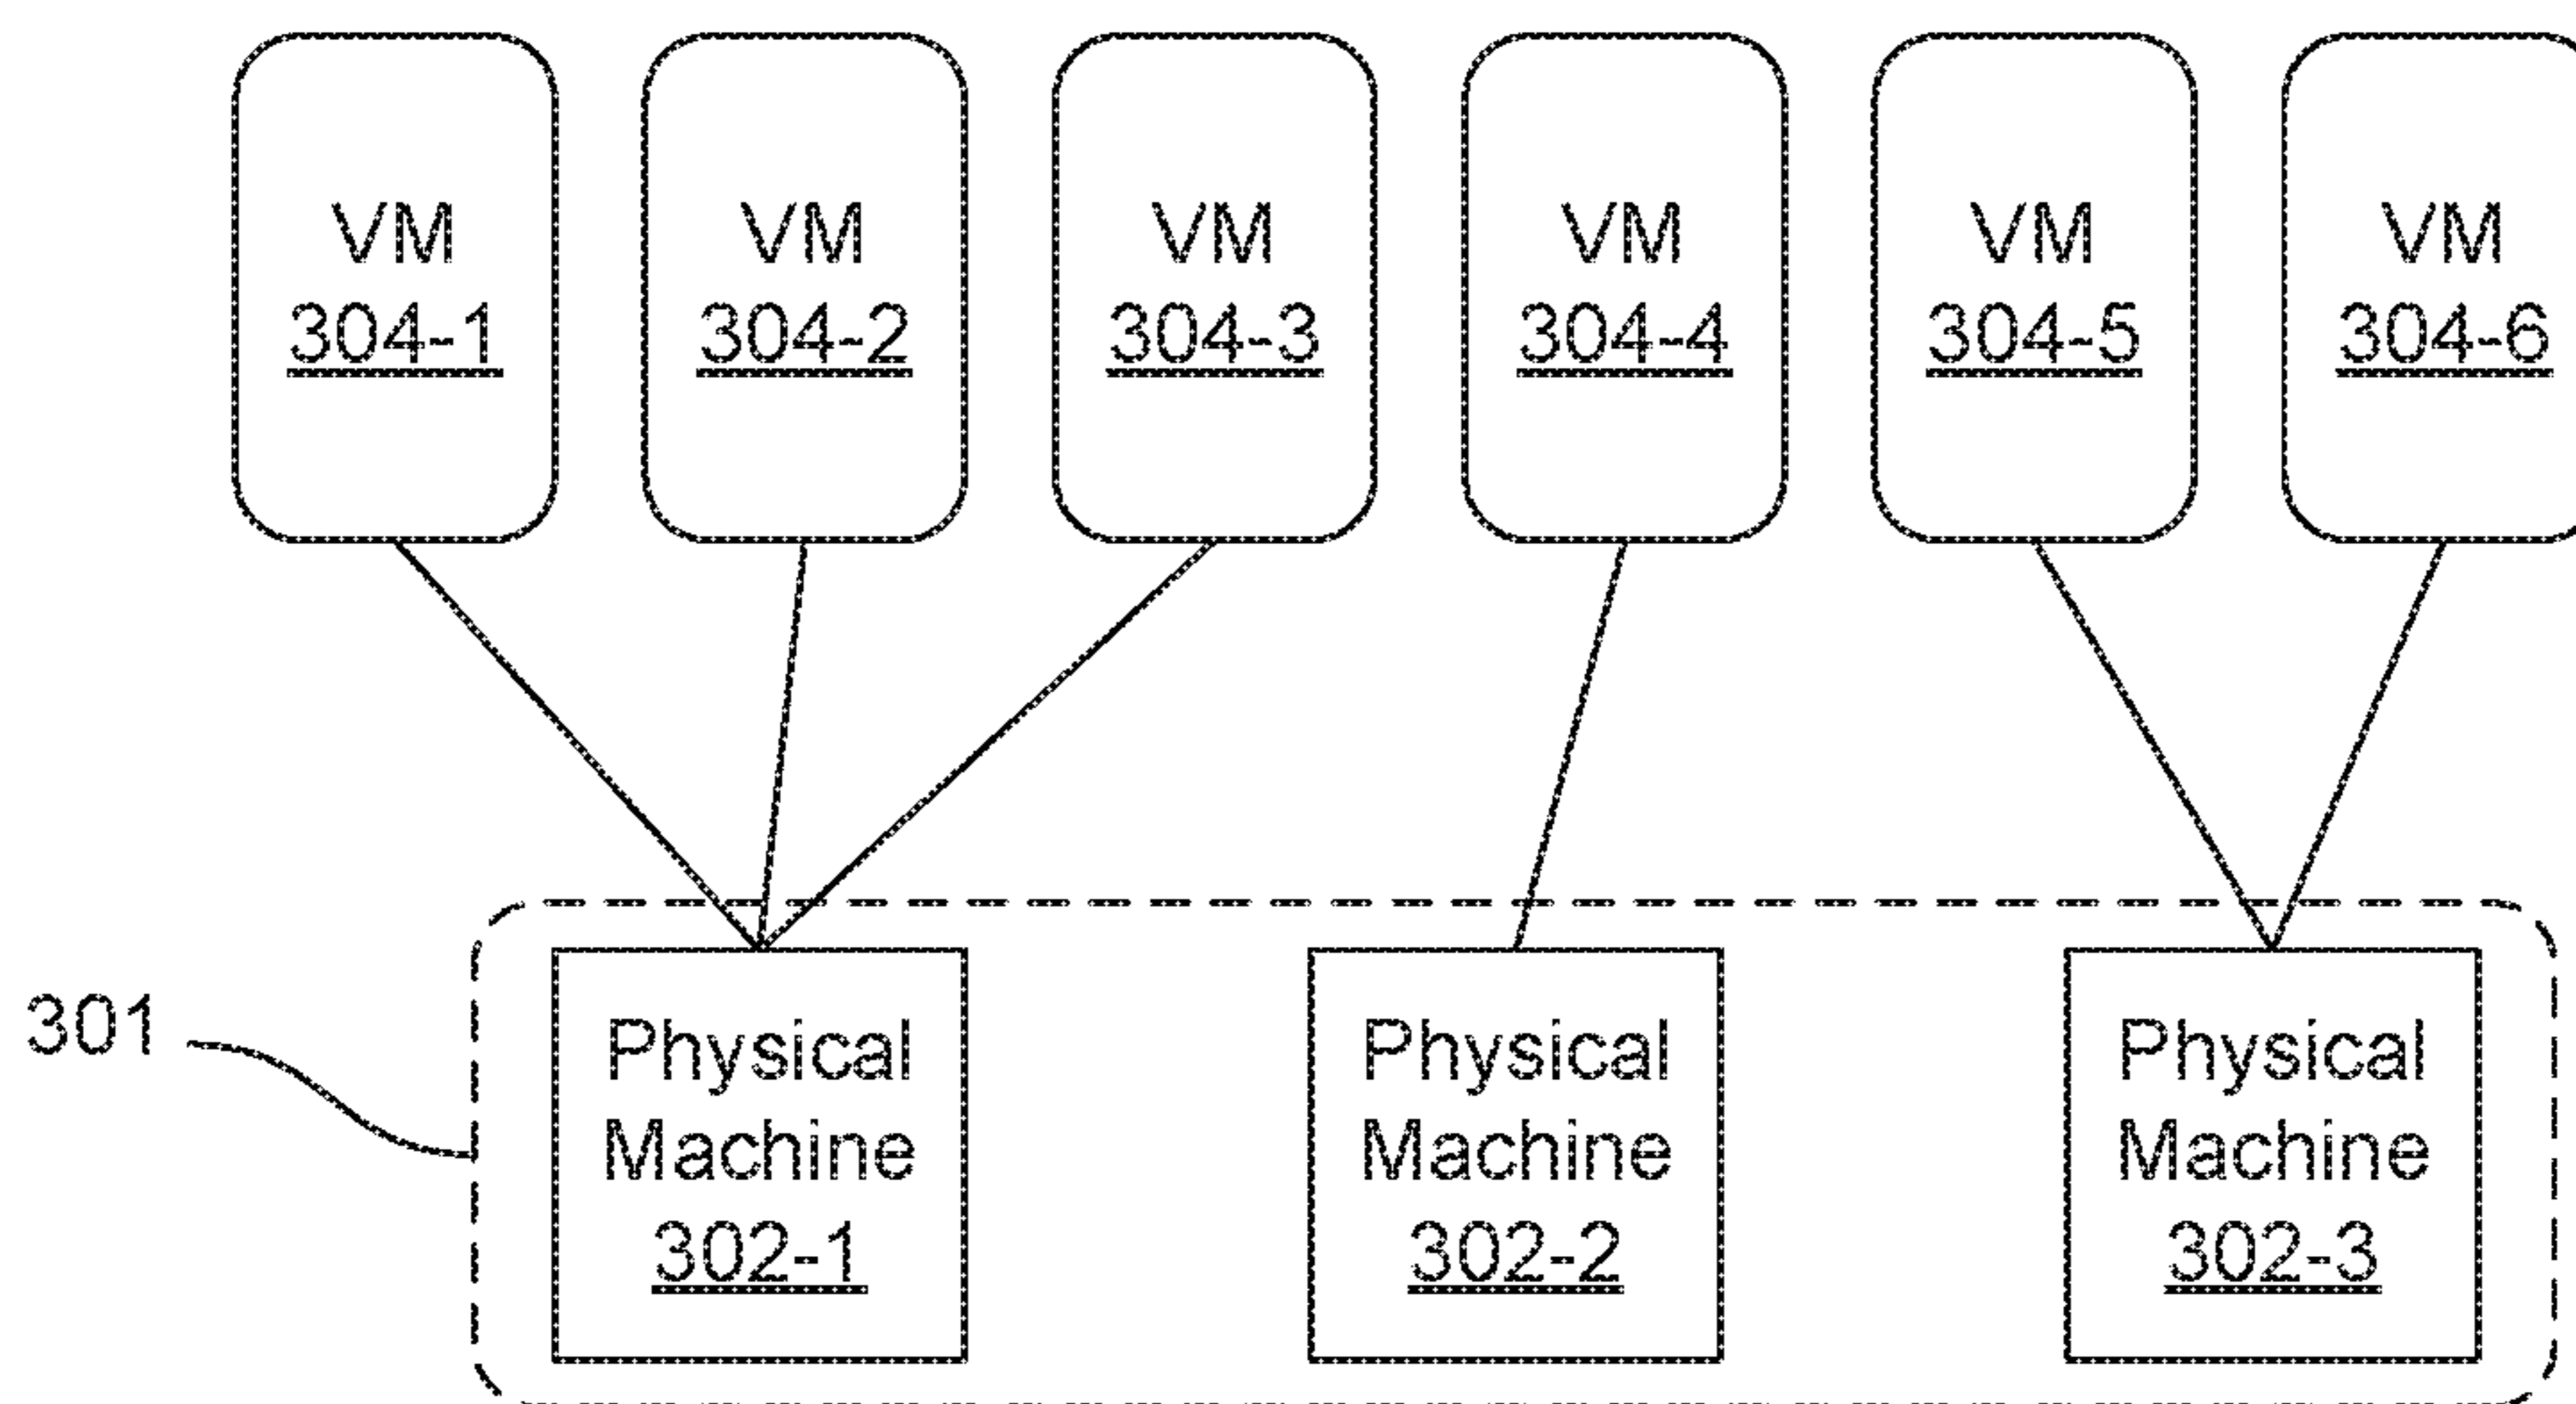 VM
304-1
VM
304-2
VM
304-3
VM
304-4
VM
304-5
VM
304-6
301
Physical
Machine
302-1
Physical
Machine
302-2
Physical
Machine
302-3